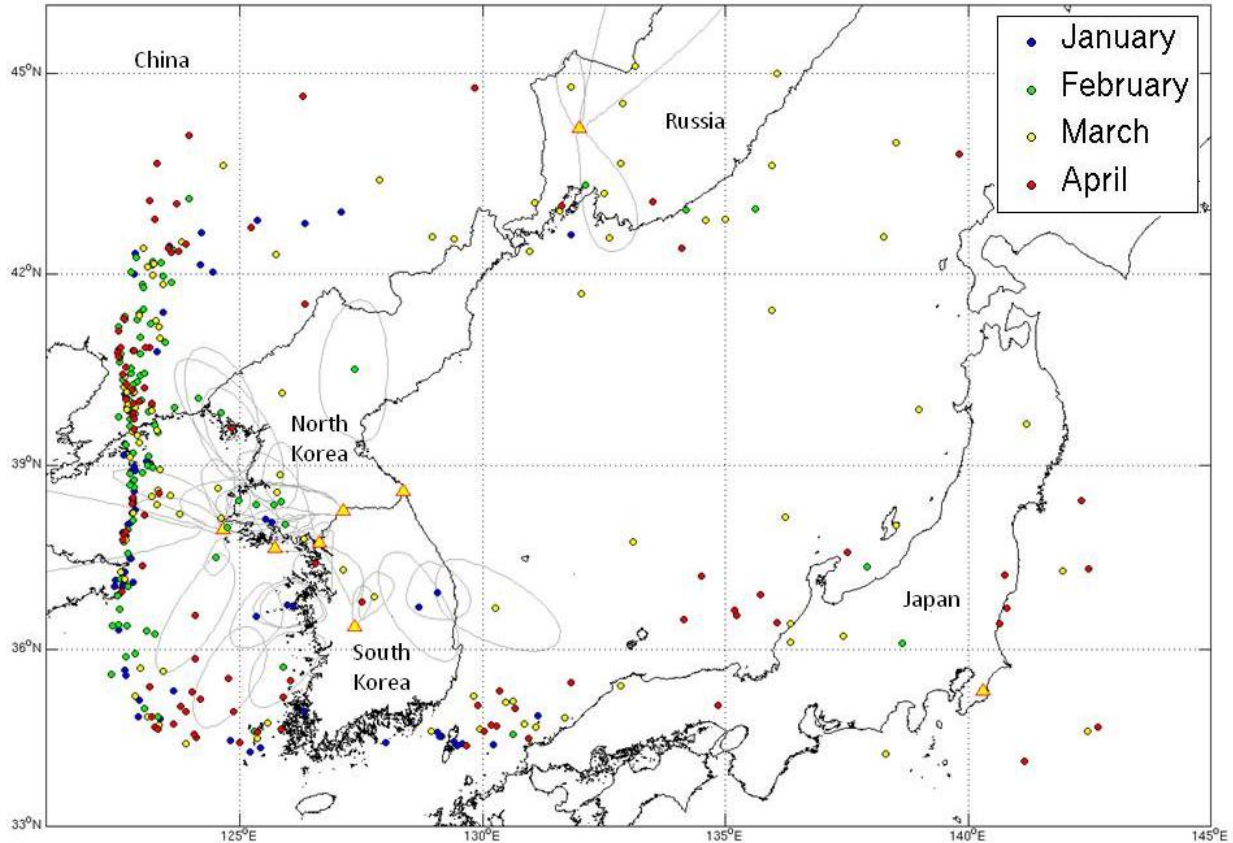 China
Russia
North
Korea
South
Korea
Japan
January
February
March
April
45°N
42°N
39°N
36°N
33°N
125°E
130°E
135°E
140°E
145°E